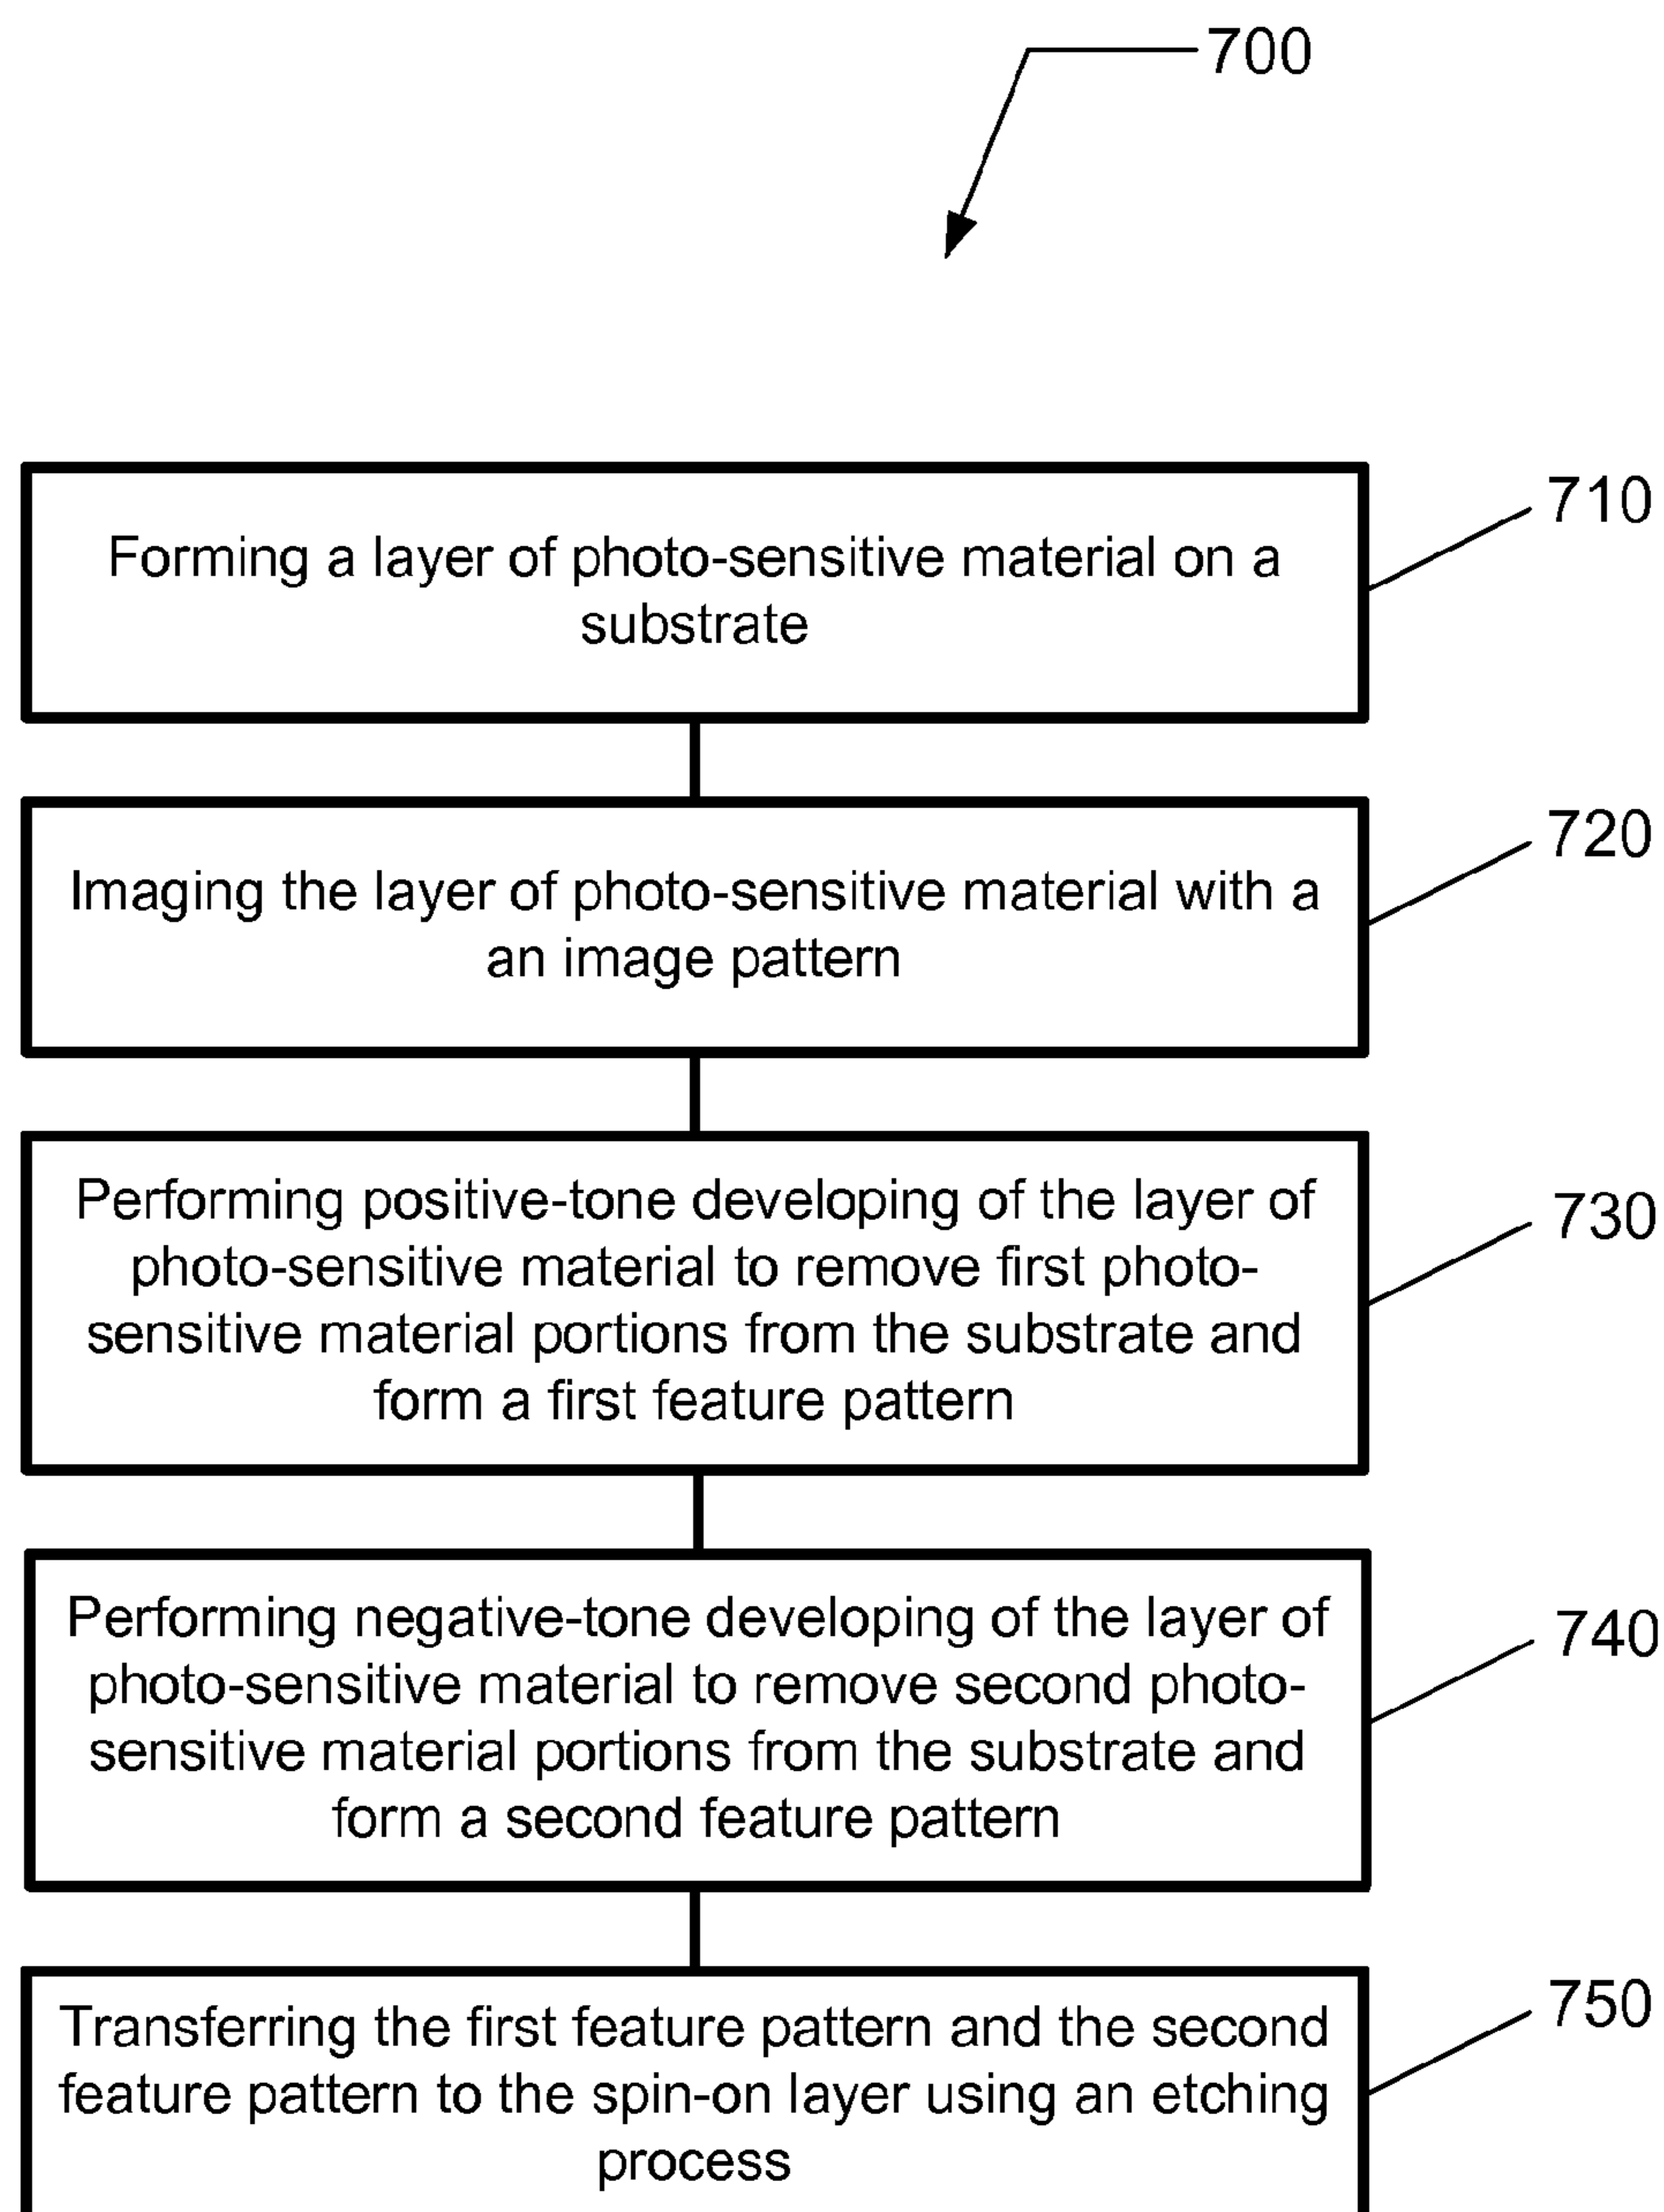 700
710
Forming a layer of photo-sensitive material on a
substrate
720
Imaging the layer of photo-sensitive material with a
an image pattern
730
Performing positive-tone developing of the layer of
photo-sensitive material to remove first photo-
sensitive material portions from the substrate and
form a first feature pattern
740
Performing negative-tone developing of the layer of
photo-sensitive material to remove second photo-
sensitive material portions from the substrate and
form a second feature pattern
750
Transferring the first feature pattern and the second
feature pattern to the spin-on layer using an etching
process